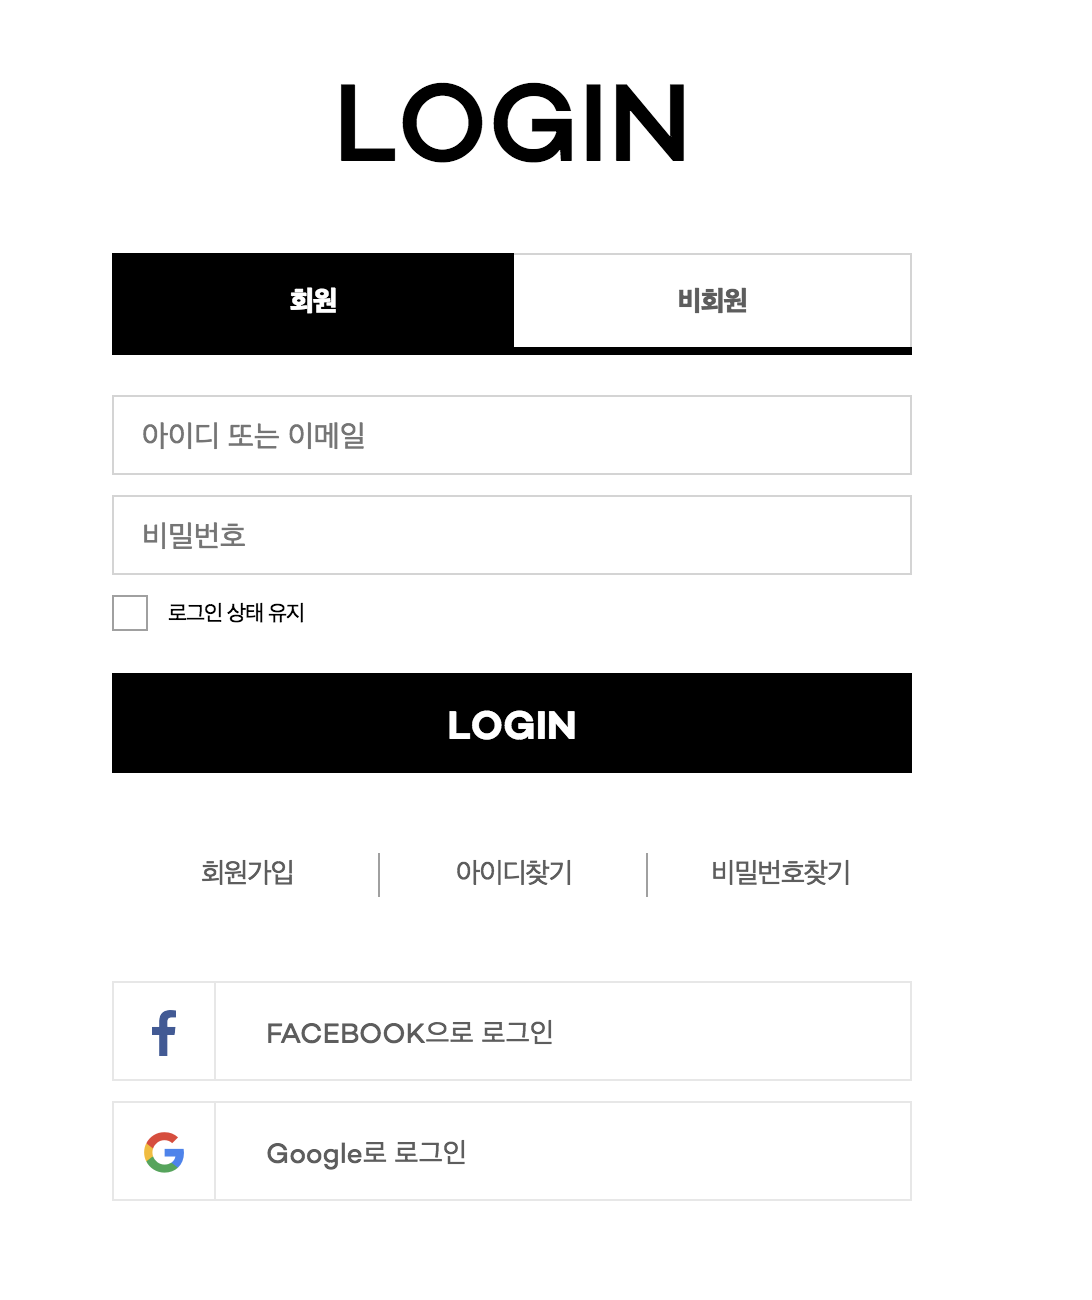 LOGIN
회원 비회원
아이디 또는 이메일
비밀번호
로그인 상태 유지
LOGIN
회원가입 아이디찾기 비밀번호찾기
FACEBOOK으로 로그인
Google로 로그인